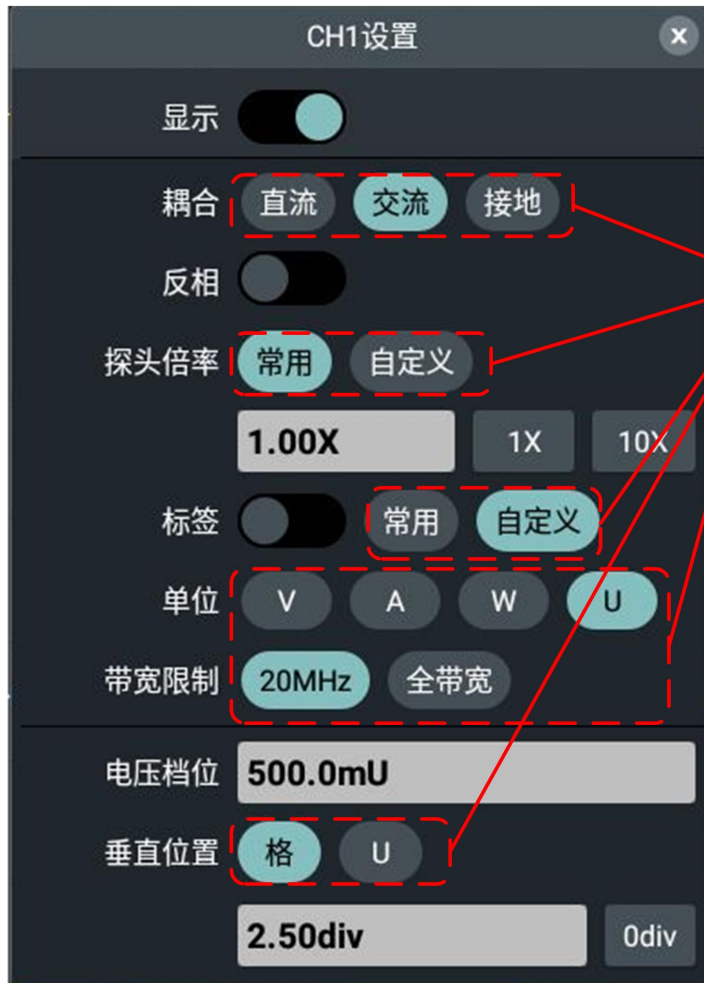 CH1设置 x
显示
耦合 直流 交流 接地
反相
探头倍率 常用 自定义
1.00X 1X 10X
标签 常用 自定义
单位 V A W U
带宽限制 20MHz 全带宽
电压档位 500.0mU
垂直位置 格 U
2.50div 0div